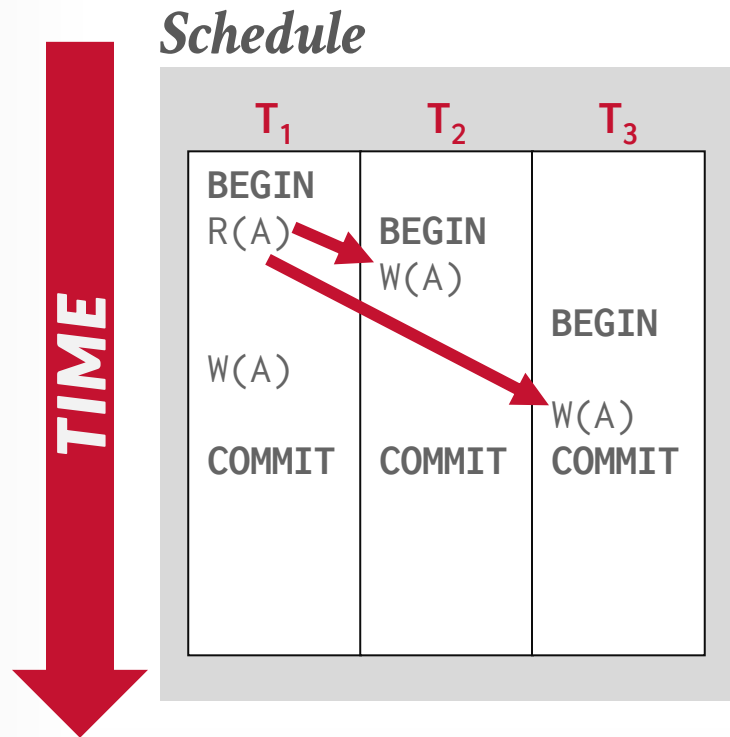 Schedule
TIME
T₁ T₂ T₃
BEGIN
R(A) BEGIN
W(A)
BEGIN
W(A)
W(A)
COMMIT COMMIT COMMIT